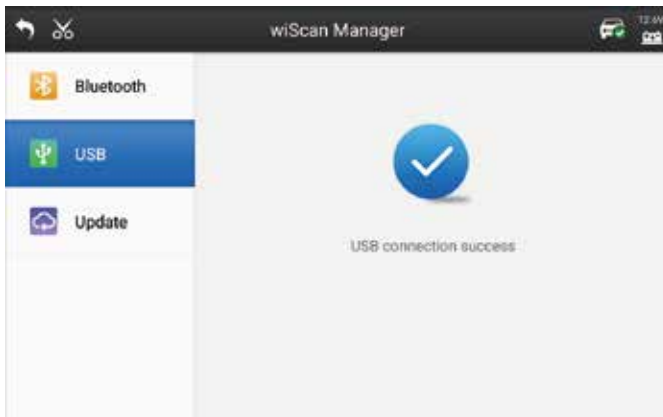 wiScan Manager
Bluetooth
USB
Update
USB connection success